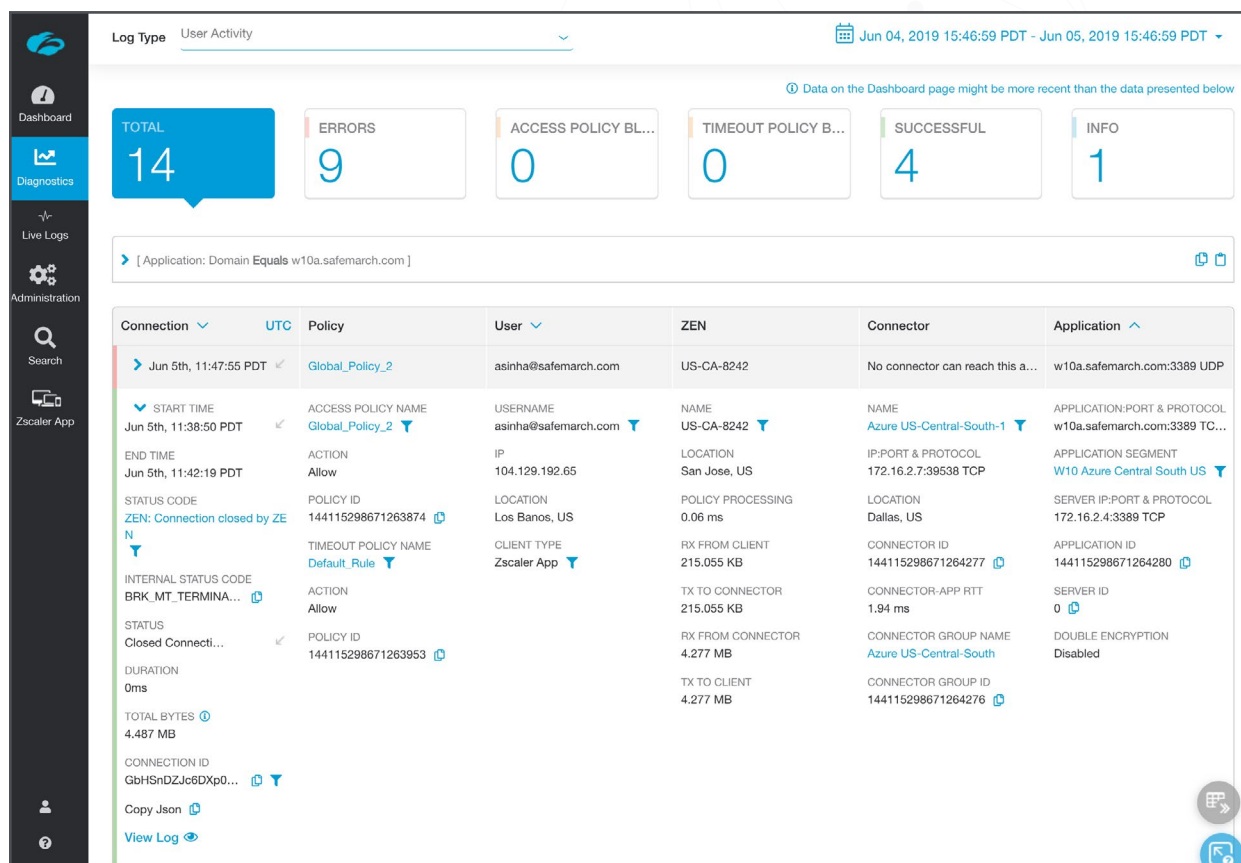 Log Type User Activity
Jun 04, 2019 15:46:59 PDT - Jun 05, 2019 15:46:59 PDT
Data on the Dashboard page might be more recent than the data presented below
Dashboard
Diagnostics
Live Logs
Administration
Search
Zscaler App
TOTAL
14
ERRORS
9
ACCESS POLICY BL...
0
TIMEOUT POLICY B...
0
SUCCESSFUL
4
INFO
1
[ Application: Domain Equals w10a.safemarch.com ]
Connection UTC Policy User ZEN Connector Application
Jun 5th, 11:47:55 PDT Global_Policy_2 asinha@safemarch.com US-CA-8242 No connector can reach this a... w10a.safemarch.com:3389 UDP
START TIME
Jun 5th, 11:38:50 PDT
END TIME
Jun 5th, 11:42:19 PDT
STATUS CODE
ZEN: Connection closed by ZE
N
INTERNAL STATUS CODE
BRK_MT_TERMINA...
STATUS
Closed Connecti...
DURATION
0ms
TOTAL BYTES
4.487 MB
CONNECTION ID
GbHSnDZJc6DXp0...
Copy Json
View Log
ACCESS POLICY NAME
Global_Policy_2
ACTION
Allow
POLICY ID
144115298671263874
TIMEOUT POLICY NAME
Default_Rule
ACTION
Allow
POLICY ID
144115298671263953
USERNAME
asinha@safemarch.com
IP
104.129.192.65
LOCATION
Los Banos, US
CLIENT TYPE
Zscaler App
NAME
US-CA-8242
LOCATION
San Jose, US
POLICY PROCESSING
0.06 ms
RX FROM CLIENT
215.055 KB
TX TO CONNECTOR
215.055 KB
RX FROM CONNECTOR
4.277 MB
TX TO CLIENT
4.277 MB
NAME
Azure US-Central-South-1
IP:PORT & PROTOCOL
172.16.2.7:39538 TCP
LOCATION
Dallas, US
CONNECTOR ID
144115298671264277
CONNECTOR-APP RTT
1.94 ms
CONNECTOR GROUP NAME
Azure US-Central-South
CONNECTOR GROUP ID
144115298671264276
APPLICATION:PORT & PROTOCOL
w10a.safemarch.com:3389 TC...
APPLICATION SEGMENT
W10 Azure Central South US
SERVER IP:PORT & PROTOCOL
172.16.2.4:3389 TCP
APPLICATION ID
144115298671264280
SERVER ID
0
DOUBLE ENCRYPTION
Disabled